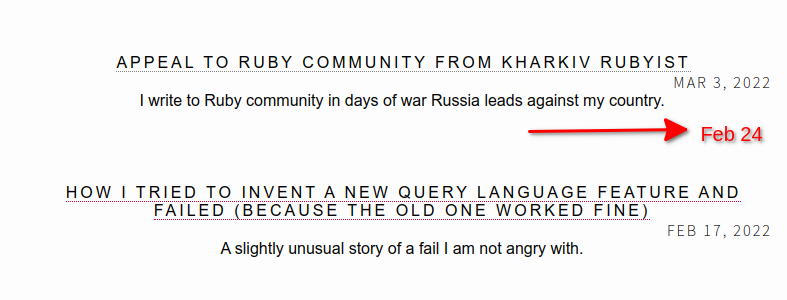 APPEAL TO RUBY COMMUNITY FROM KHARKIV RUBYIST
MAR 3, 2022
I write to Ruby community in days of war Russia leads against my country.
Feb 24
HOW I TRIED TO INVENT A NEW QUERY LANGUAGE FEATURE AND
FAILED (BECAUSE THE OLD ONE WORKED FINE)
FEB 17, 2022
A slightly unusual story of a fail I am not angry with.